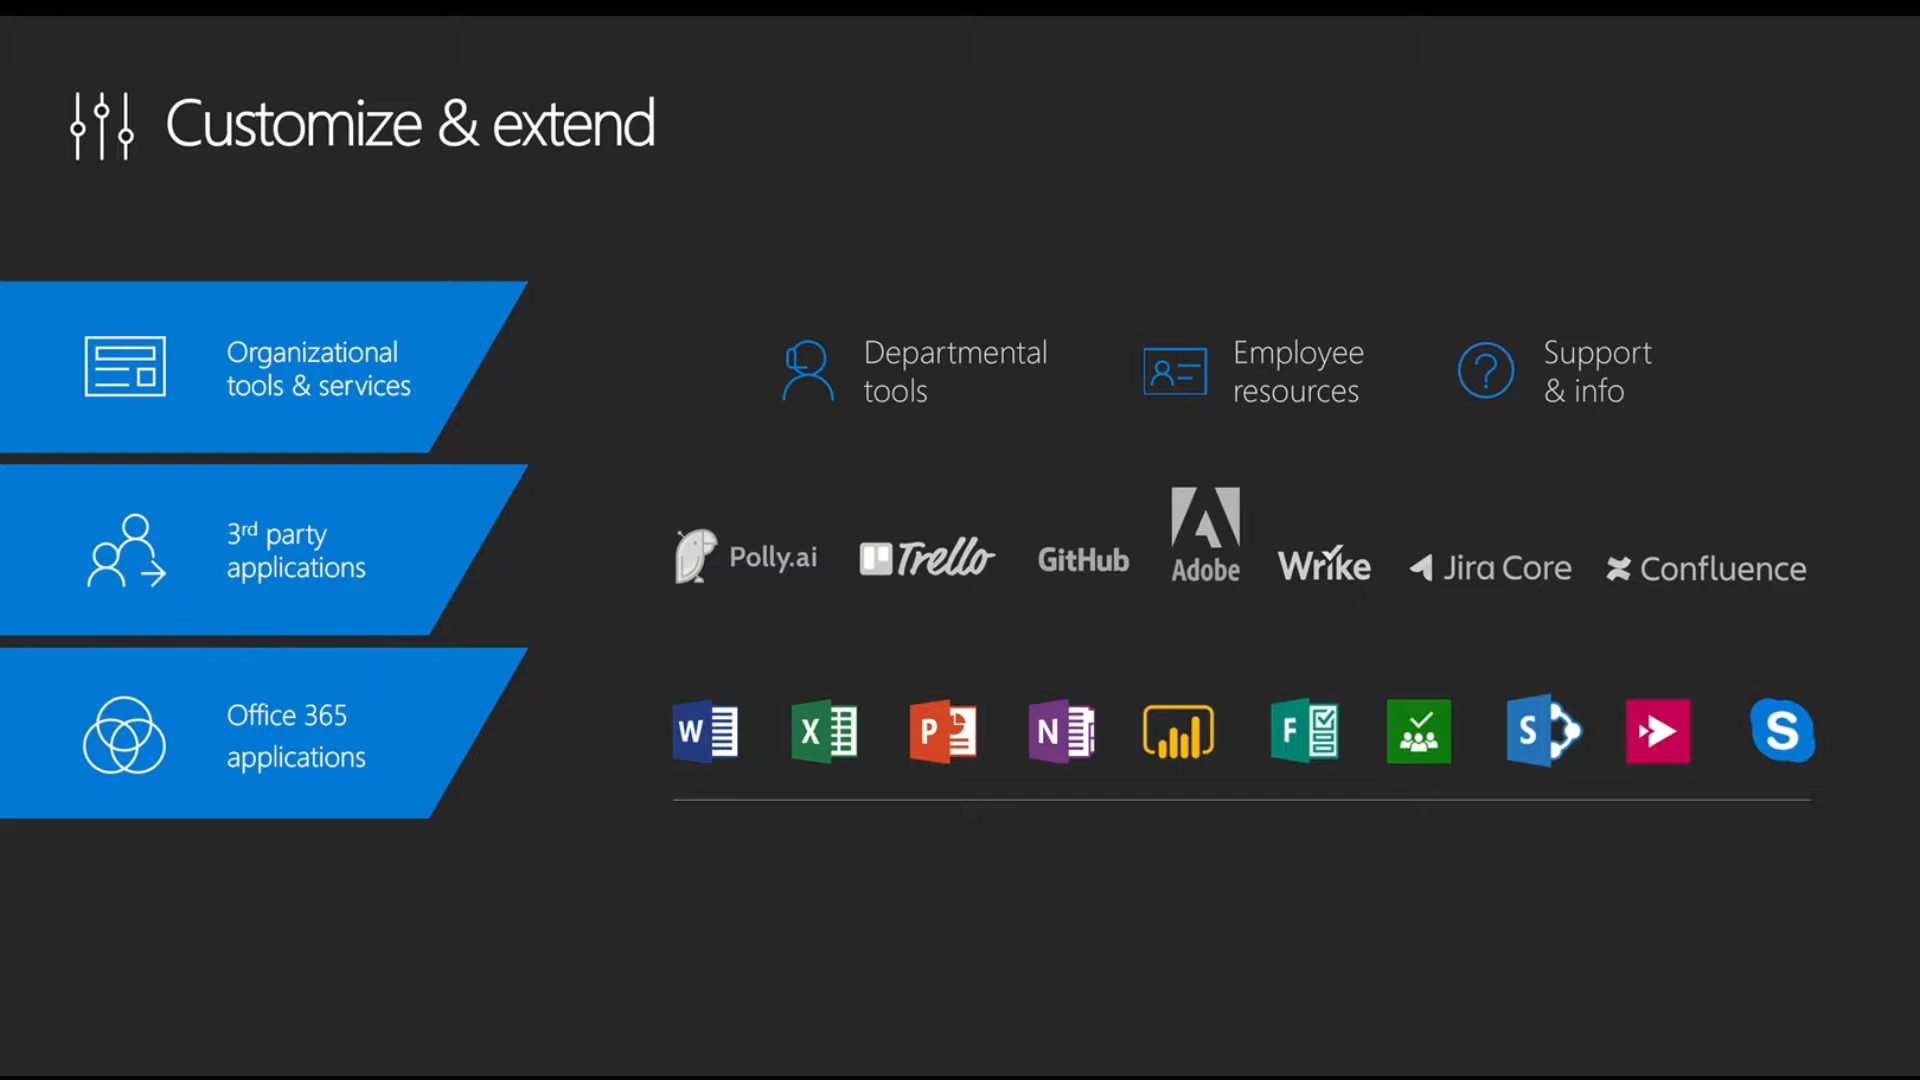 Customize & extend
Organizational
tools & services
Departmental
tools
Employee
resources
?
Support
& info
3rd party
applications
Polly.ai
Trello
GitHub
Adobe
Wrike
Jira Core
Confluence
Office 365
applications
W
X
P
N
F
S
S